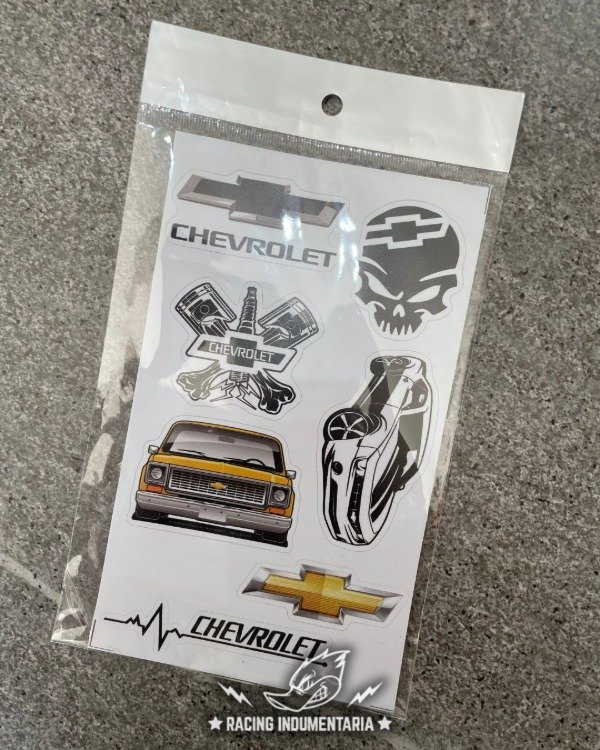 CHEVROLET
CHEVROLET
CHEVROLET
★ RACING INDUMENTARIA ★